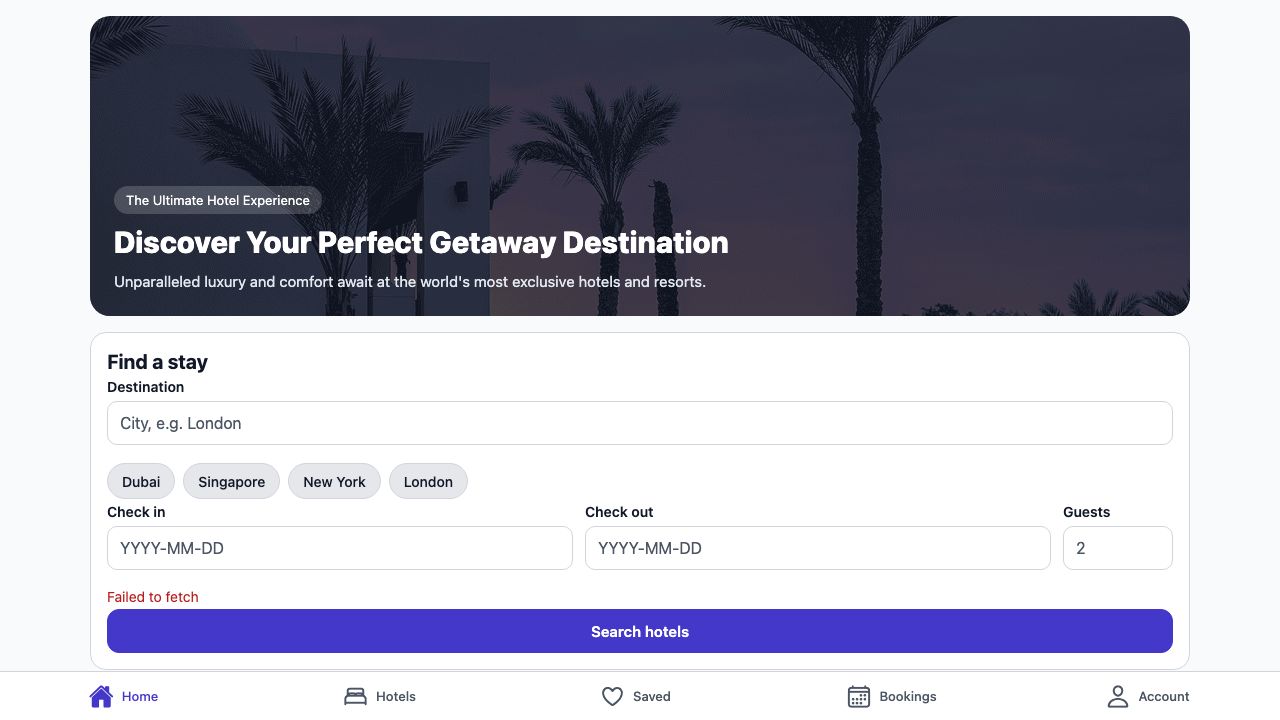 The Ultimate Hotel Experience
Discover Your Perfect Getaway Destination
Unparalleled luxury and comfort await at the world's most exclusive hotels and resorts.
Find a stay
Destination
City, e.g. London
Dubai Singapore New York London
Check in Check out Guests
YYYY-MM-DD YYYY-MM-DD 2
Failed to fetch
Search hotels
Home Hotels Saved Bookings Account